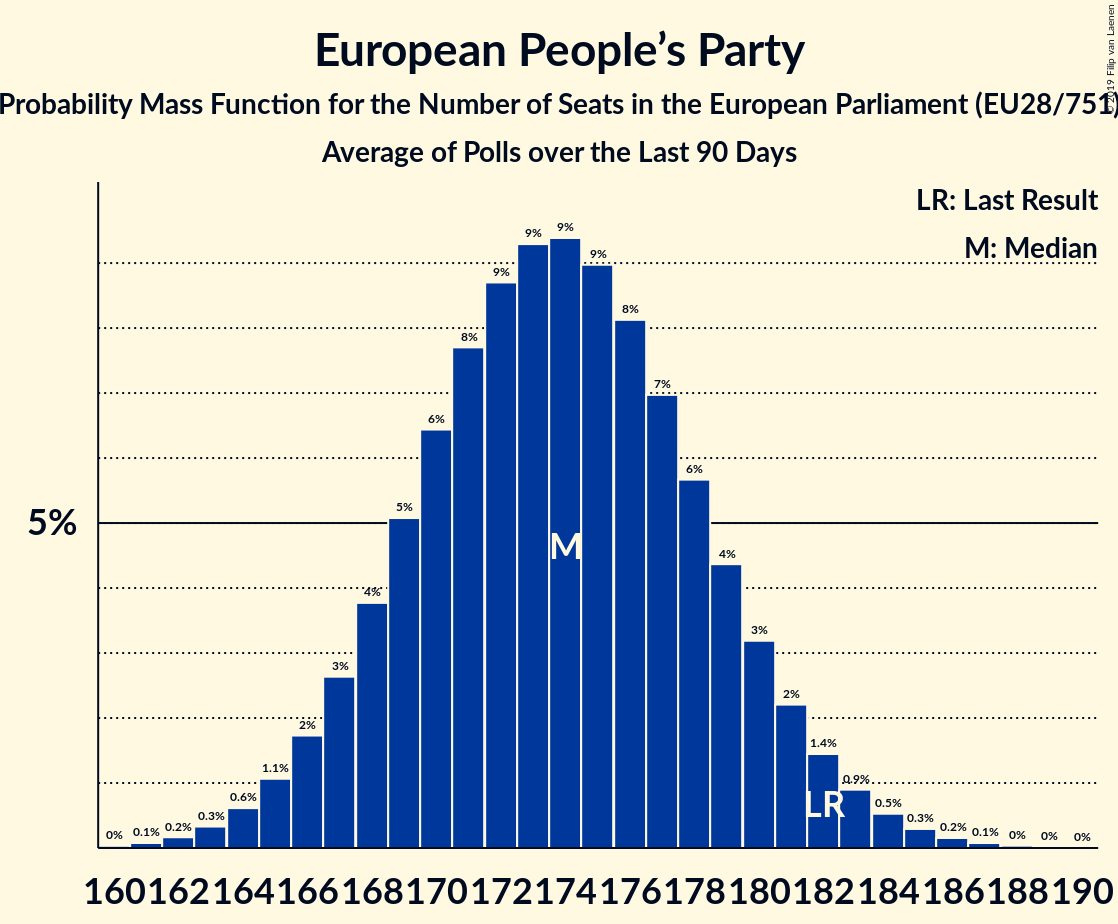 European People’s Party
Probability Mass Function for the Number of Seats in the European Parliament (EU28/751)
Average of Polls over the Last 90 Days
© 2019 Filip van Laenen
LR: Last Result
M: Median
5%
0% 0.1% 0.2% 0.3% 0.6% 1.1% 2% 3% 4% 5% 6% 8% 9% 9% 9% 9% 8% 7% 6% 4% 3% 2% 1.4% 0.9% 0.5% 0.3% 0.2% 0.1% 0% 0% 0%
M
LR
160 162 164 166 168 170 172 174 176 178 180 182 184 186 188 190